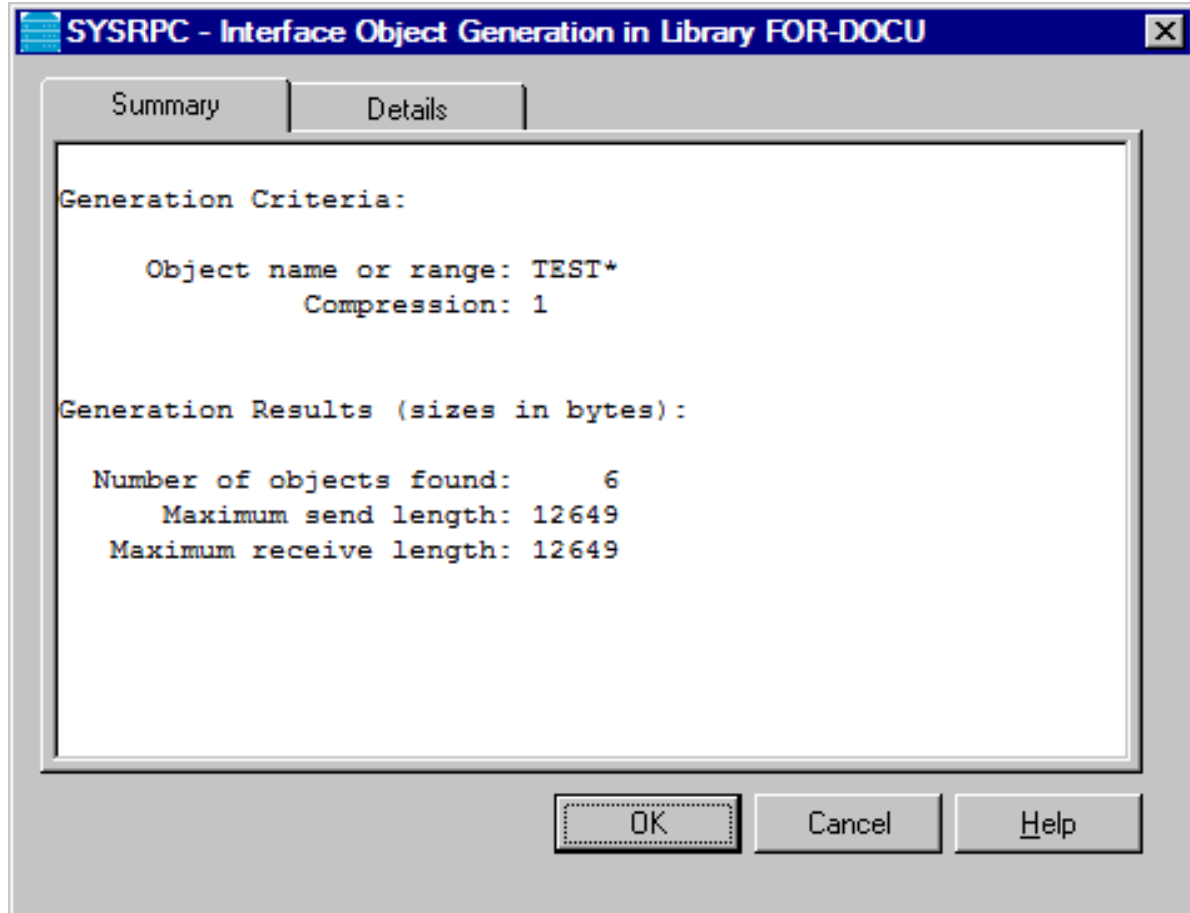 SYSRPC - Interface Object Generation in Library FOR-DOCU
Summary
Details
Generation Criteria:
Object name or range: TEST*
Compression: 1
Generation Results (sizes in bytes):
Number of objects found: 6
Maximum send length: 12649
Maximum receive length: 12649
OK
Cancel
Help